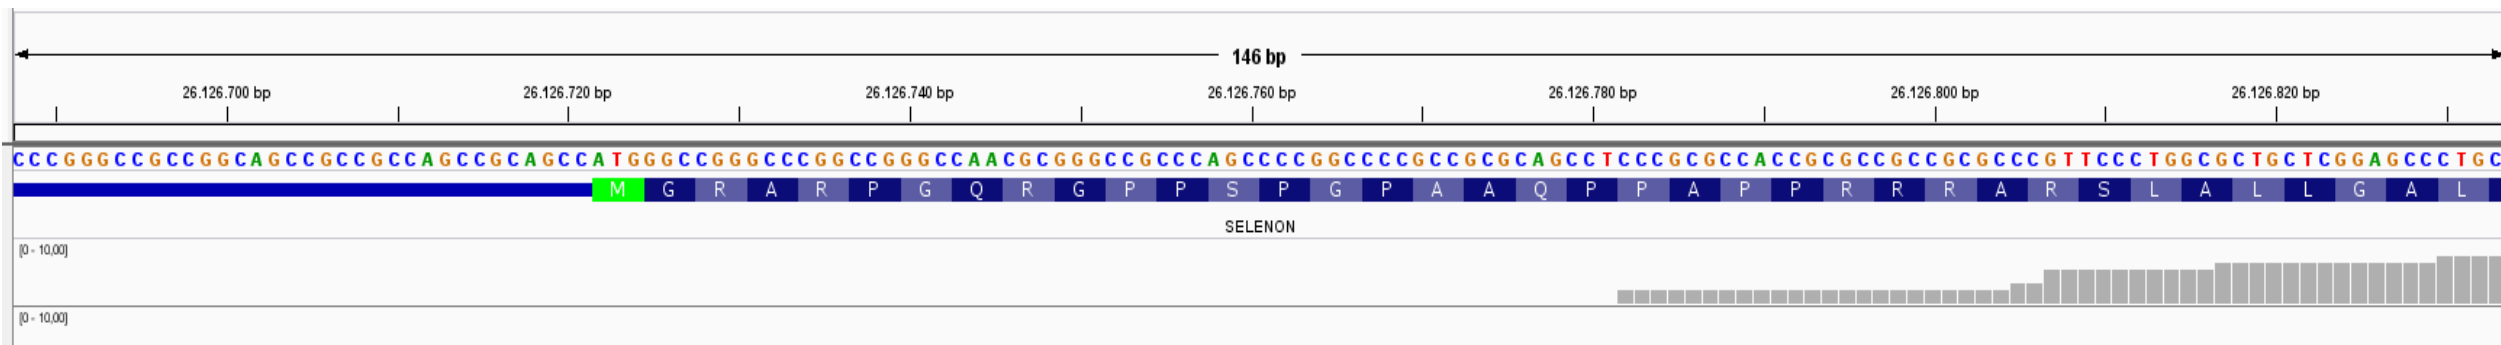 146 bp
26.126.700 bp 26.126.720 bp 26.126.740 bp 26.126.760 bp 26.126.780 bp 26.126.800 bp 26.126.820 bp
C C C G G G C C G C C G G C A G C C G C C G C C A G C C G C A G C C A T G G G C C G G G C C C G G C C G G G C C A A C G C G G G C C G C C C A G C C C C G G C C C C G C C G C G C A G C C T C C C G C G C C A C C G C G C C G C C G C G C C C G T T C C C T G G C G C T G C T C G G A G C C C T G C
M G R A R P G Q R G P P S P G P A A Q P P A P P R R R A R S L A L L G A L
SELENON
[0 - 10,00]
[0 - 10,00]